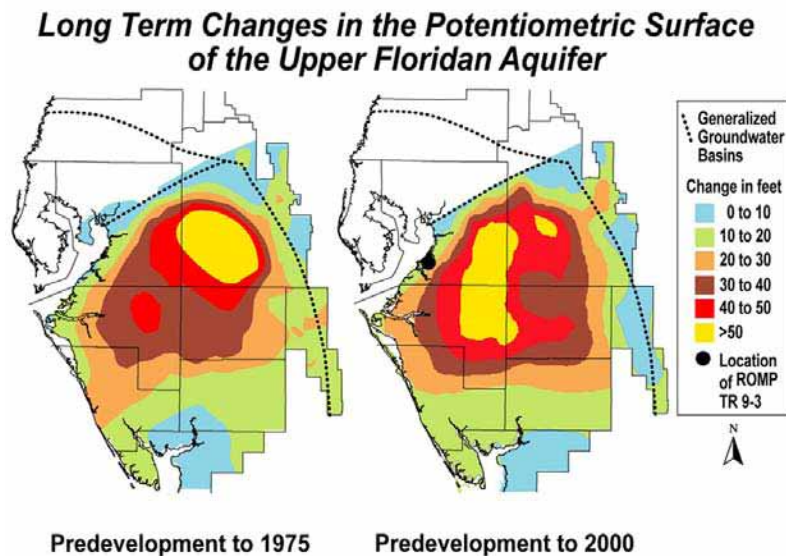 Long Term Changes in the Potentiometric Surface
of the Upper Floridan Aquifer
Generalized
Groundwater
Basins
Change in feet
0 to 10
10 to 20
20 to 30
30 to 40
40 to 50
>50
Location
of ROMP
TR 9-3
N
Predevelopment to 1975
Predevelopment to 2000